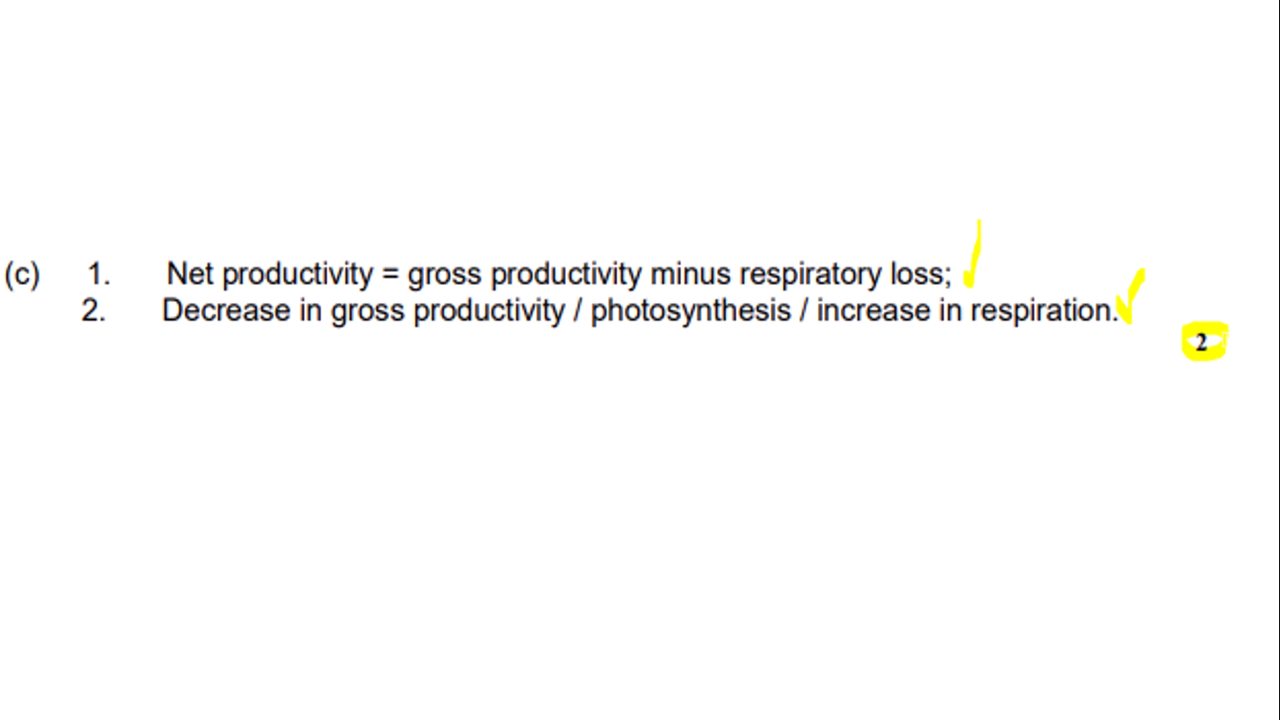 (c) 1. Net productivity = gross productivity minus respiratory loss;
2. Decrease in gross productivity / photosynthesis / increase in respiration.
2